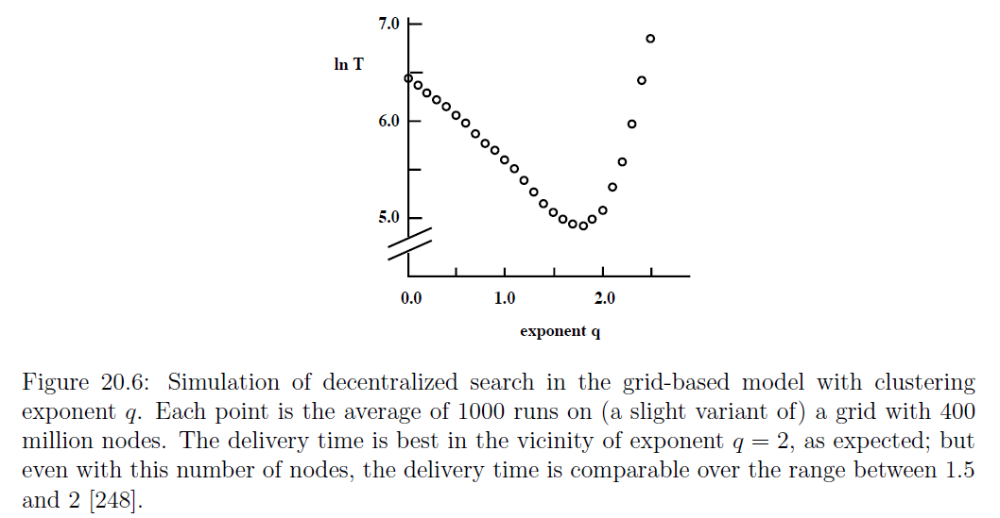 7.0
ln T
6.0
5.0
0.0 1.0 2.0
exponent q
Figure 20.6: Simulation of decentralized search in the grid-based model with clustering
exponent q. Each point is the average of 1000 runs on (a slight variant of) a grid with 400
million nodes. The delivery time is best in the vicinity of exponent q = 2, as expected; but
even with this number of nodes, the delivery time is comparable over the range between 1.5
and 2 [248].